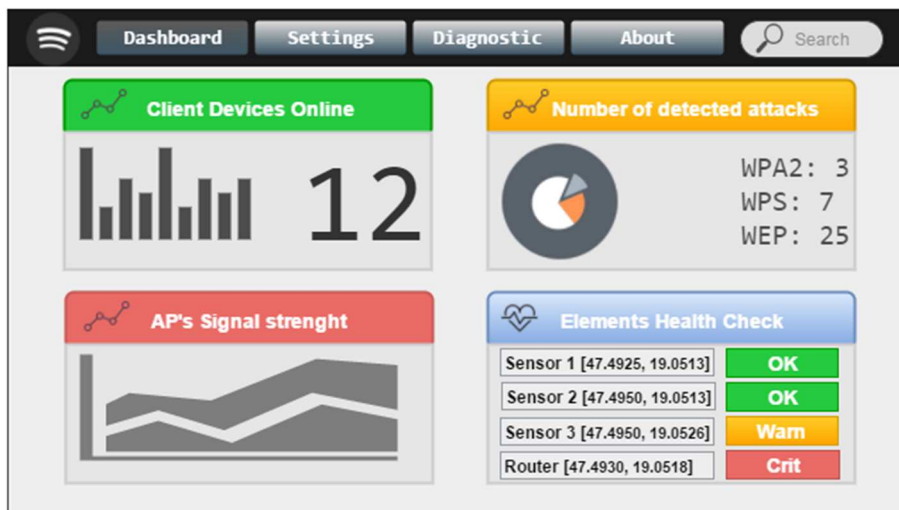 Dashboard
Settings
Diagnostic
About
Search
Client Devices Online
12
Number of detected attacks
WPA2: 3
WPS: 7
WEP: 25
AP's Signal strenght
Elements Health Check
Sensor 1 [47.4925, 19.0513] OK
Sensor 2 [47.4950, 19.0513] OK
Sensor 3 [47.4950, 19.0526] Warn
Router [47.4930, 19.0518] Crit